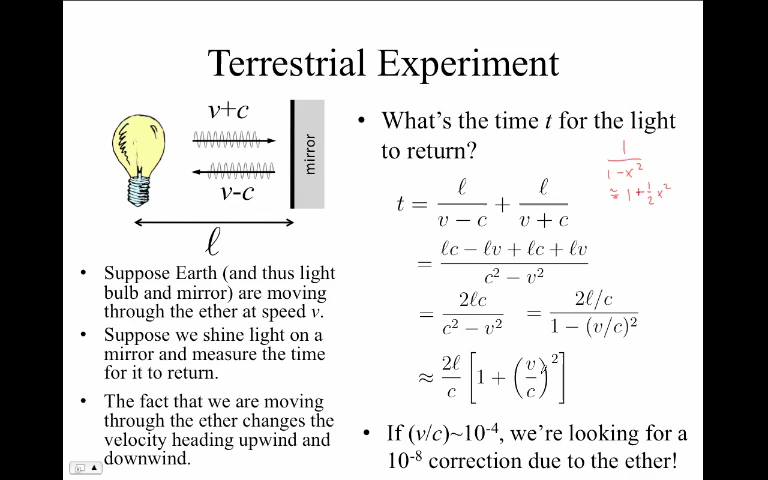 Terrestrial Experiment
v+c
mirror
v-c
ℓ
• Suppose Earth (and thus light
bulb and mirror) are moving
through the ether at speed v.
• Suppose we shine light on a
mirror and measure the time
for it to return.
• The fact that we are moving
through the ether changes the
velocity heading upwind and
downwind.
• What's the time t for the light
to return?
1/(1-x²)
≈ 1+½x²
t = ℓ/(v − c) + ℓ/(v + c)
= (ℓc − ℓv + ℓc + ℓv)/(c² − v²)
= 2ℓc/(c² − v²) = (2ℓ/c)/(1 − (v/c)²)
≈ 2ℓ/c [1 + (v/c)²]
• If (v/c)~10⁻⁴, we're looking for a
10⁻⁸ correction due to the ether!